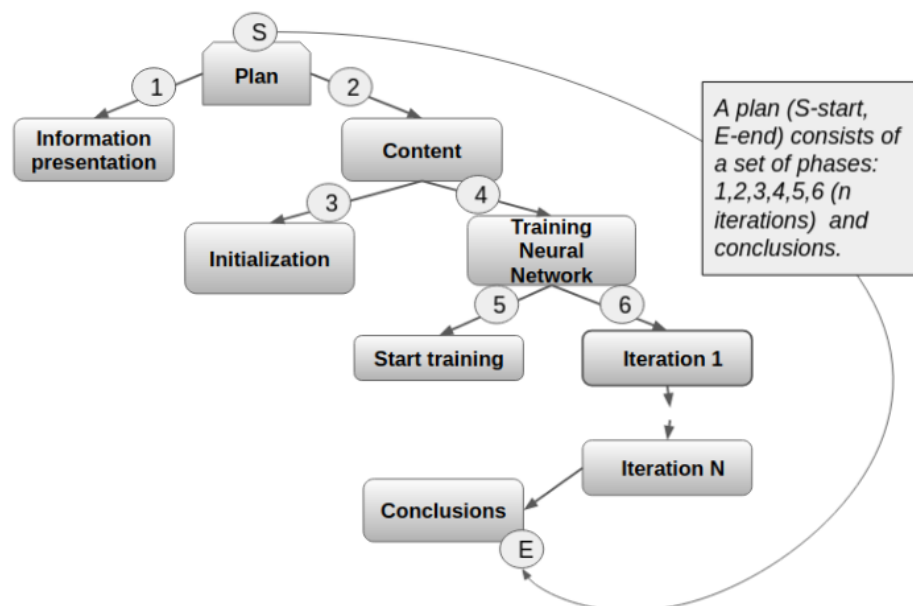 S
Plan
1
2
Information
presentation
Content
A plan (S-start,
E-end) consists of
a set of phases:
1,2,3,4,5,6 (n
iterations) and
conclusions.
3
4
Initialization
Training
Neural
Network
5
6
Start training
Iteration 1
Iteration N
Conclusions
E